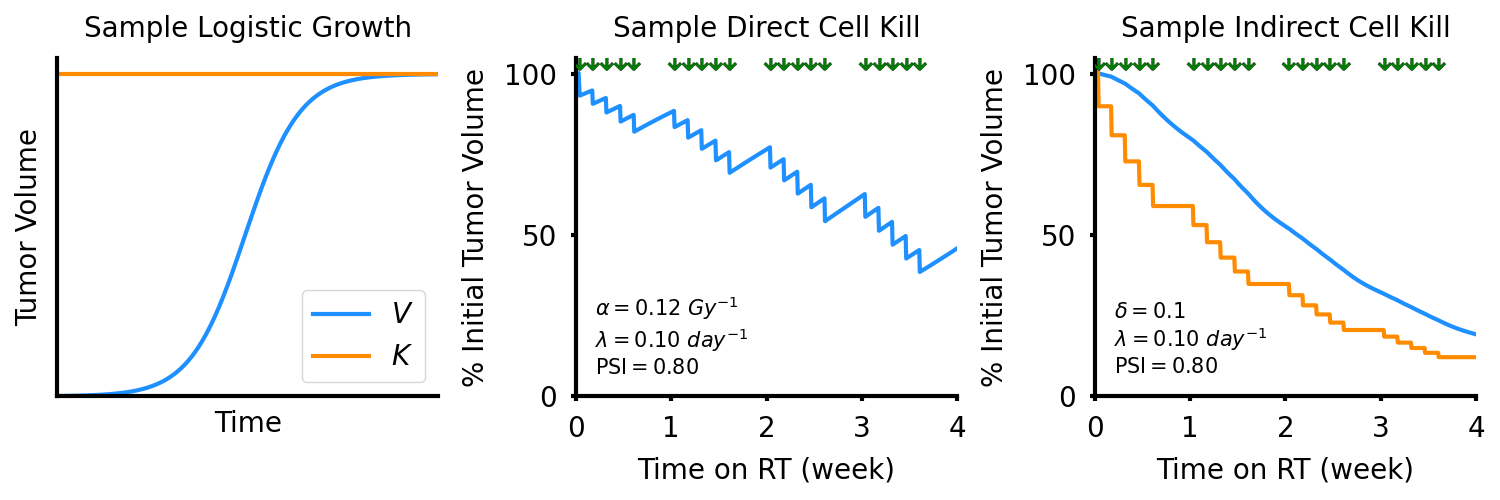 Sample Logistic Growth
Tumor Volume
V
K
Time
Sample Direct Cell Kill
% Initial Tumor Volume
100
50
0
α = 0.12 Gy⁻¹
λ = 0.10 day⁻¹
PSI = 0.80
0 1 2 3 4
Time on RT (week)
Sample Indirect Cell Kill
% Initial Tumor Volume
100
50
0
δ = 0.1
λ = 0.10 day⁻¹
PSI = 0.80
0 1 2 3 4
Time on RT (week)